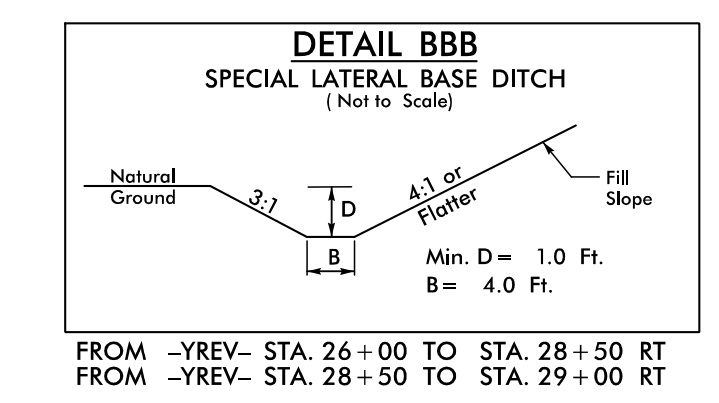 DETAIL BBB
SPECIAL LATERAL BASE DITCH
( Not to Scale)
Natural
Ground
3:1
D
B
4:1 or
Flatter
Fill
Slope
Min. D = 1.0 Ft.
B = 4.0 Ft.
FROM –YREV– STA. 26+00 TO STA. 28+50 RT
FROM –YREV– STA. 28+50 TO STA. 29+00 RT